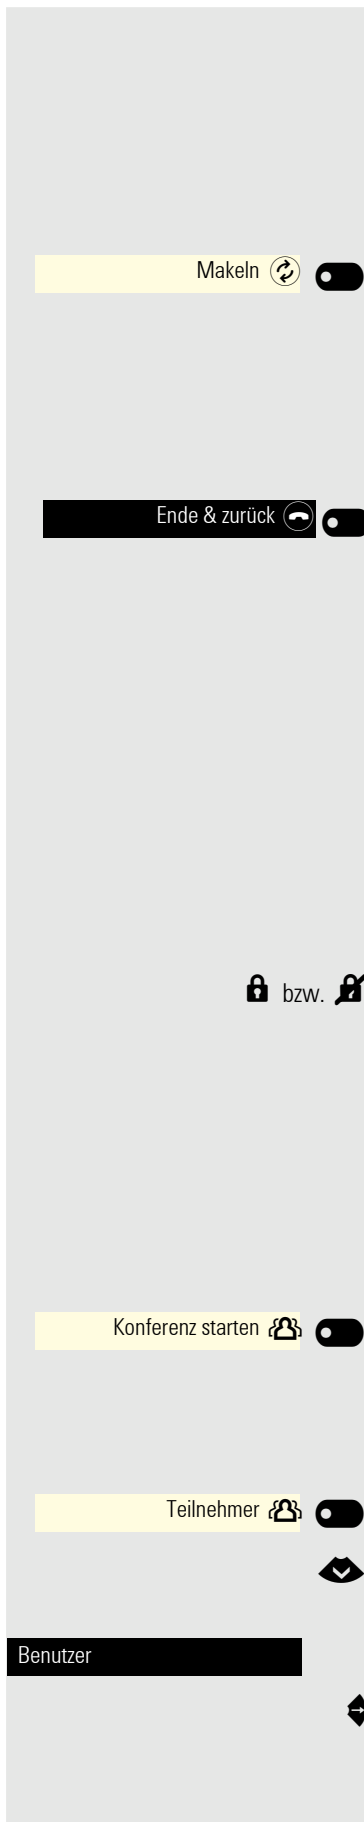 Makeln
Ende & zurück
bzw.
Konferenz starten
Teilnehmer
Benutzer